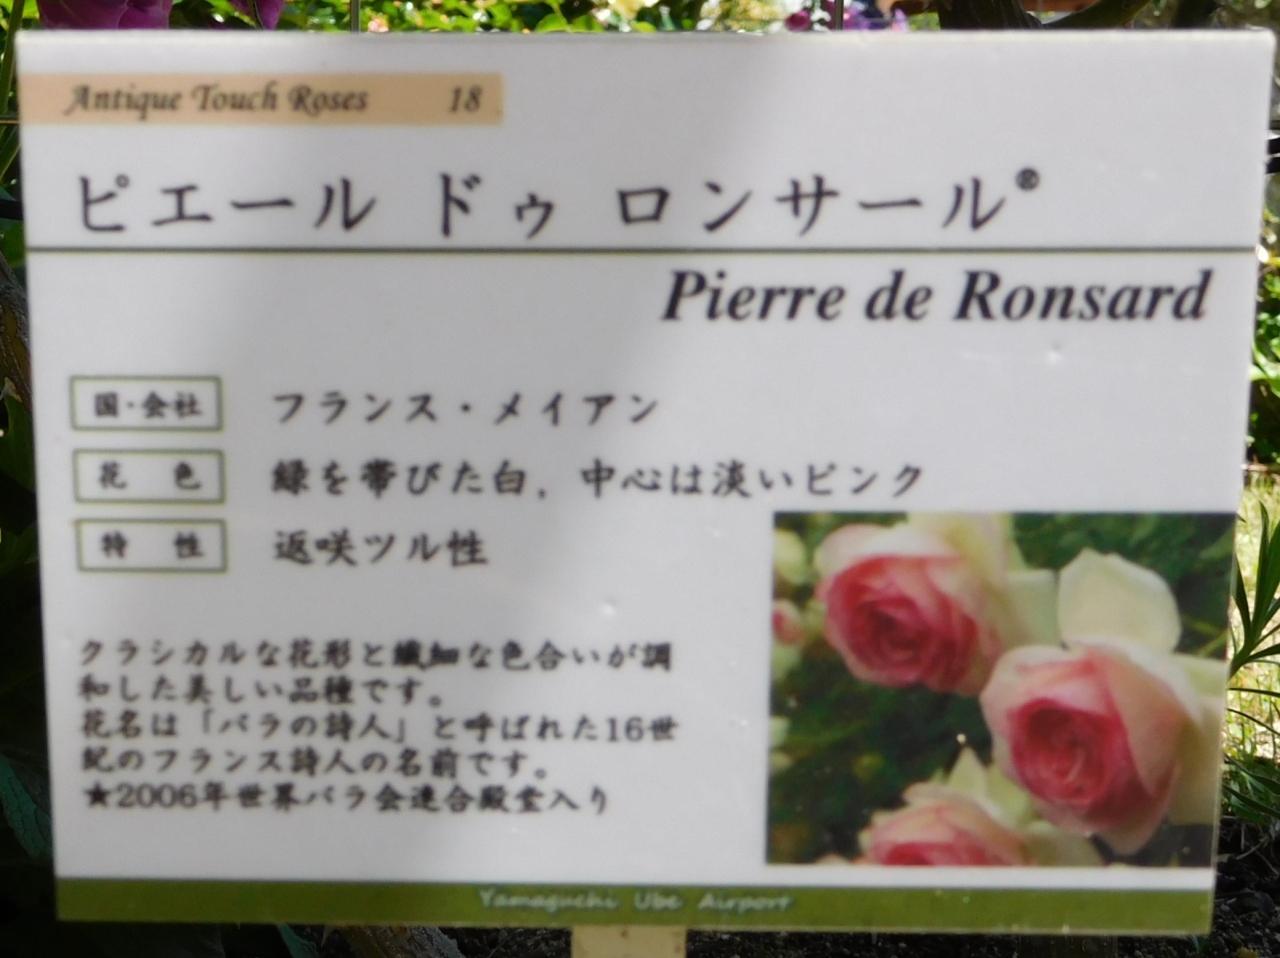 Antique Touch Roses 18
ピエール ドゥ ロンサール®
Pierre de Ronsard
国・会社 フランス・メイアン
花 色 緑を帯びた白，中心は淡いピンク
特 性 返咲ツル性
クラシカルな花形と繊細な色合いが調
和した美しい品種です。
花名は「バラの詩人」と呼ばれた16世
紀のフランス詩人の名前です。
★2006年世界バラ会連合殿堂入り
Yamaguchi Ube Airport